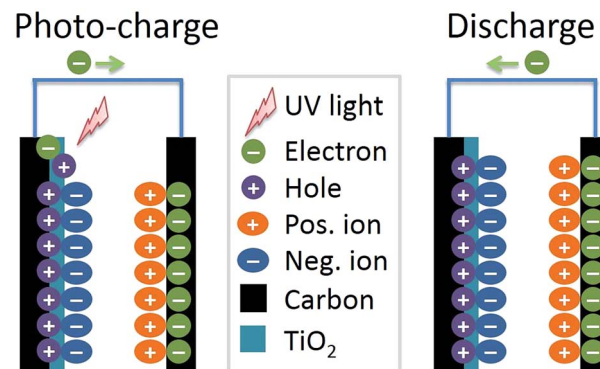 Photo-charge
Discharge
UV light
Electron
Hole
Pos. ion
Neg. ion
Carbon
TiO₂